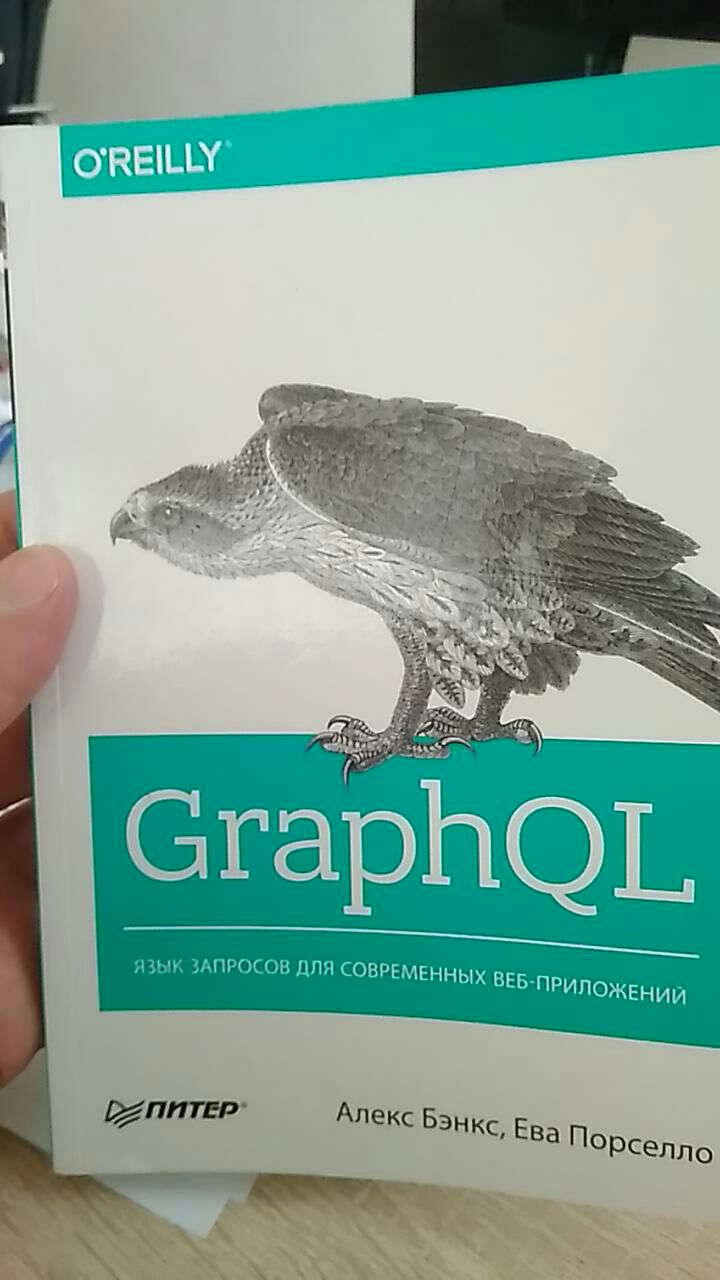 O'REILLY®
GraphQL
ЯЗЫК ЗАПРОСОВ ДЛЯ СОВРЕМЕННЫХ ВЕБ-ПРИЛОЖЕНИЙ
ПИТЕР®
Алекс Бэнкс, Ева Порселло